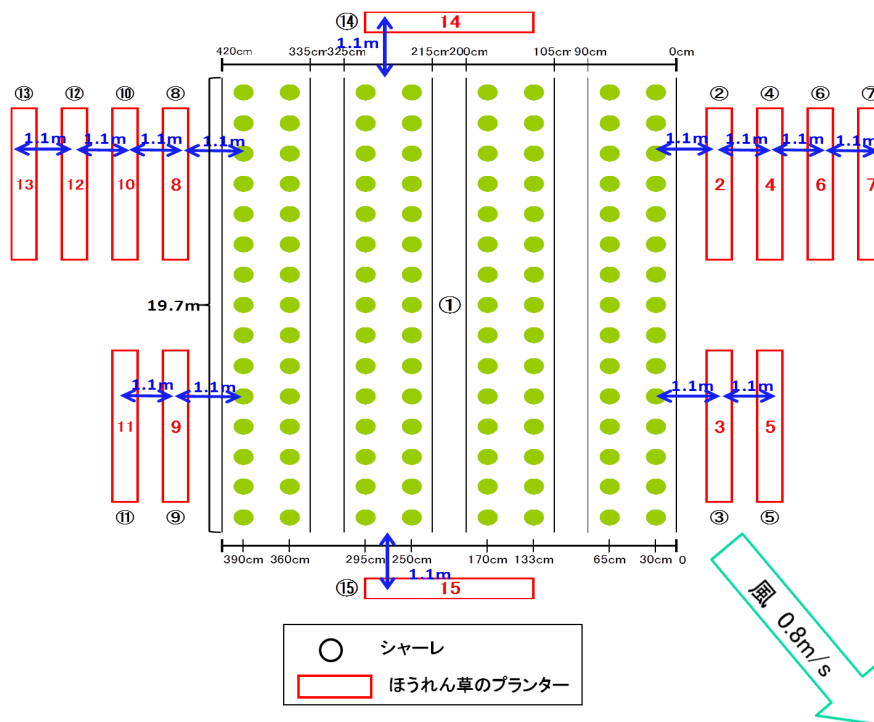 ⑭ 14
1.1m
420cm 335cm 325cm 215cm 200cm 105cm 90cm 0cm
⑬ ⑫ ⑩ ⑧ ② ④ ⑥ ⑦
1.1m 1.1m 1.1m 1.1m 1.1m 1.1m 1.1m 1.1m
13 12 10 8 2 4 6 7
19.7m ①
1.1m 1.1m 1.1m 1.1m
11 9 3 5
⑪ ⑨ ③ ⑤
390cm 360cm 295cm 250cm 170cm 133cm 65cm 30cm 0
1.1m
⑮ 15
風 0.8m/s
シャーレ
ほうれん草のプランター